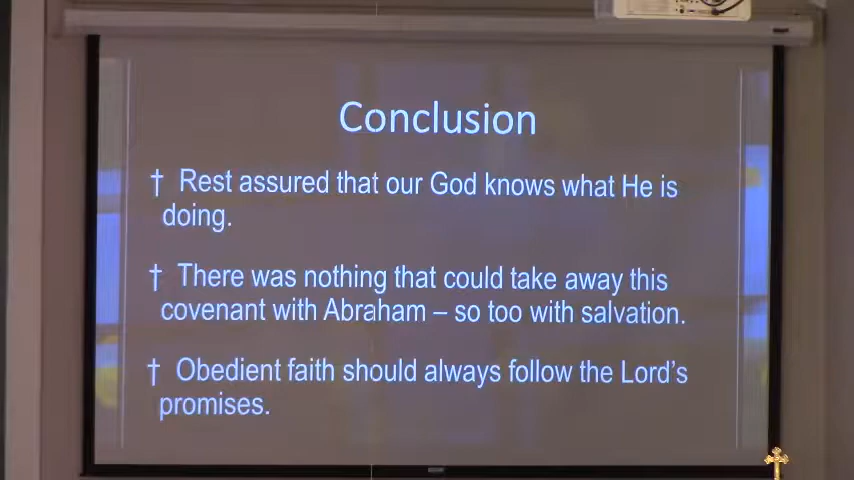 Conclusion
† Rest assured that our God knows what He is
doing.
† There was nothing that could take away this
covenant with Abraham – so too with salvation.
† Obedient faith should always follow the Lord's
promises.